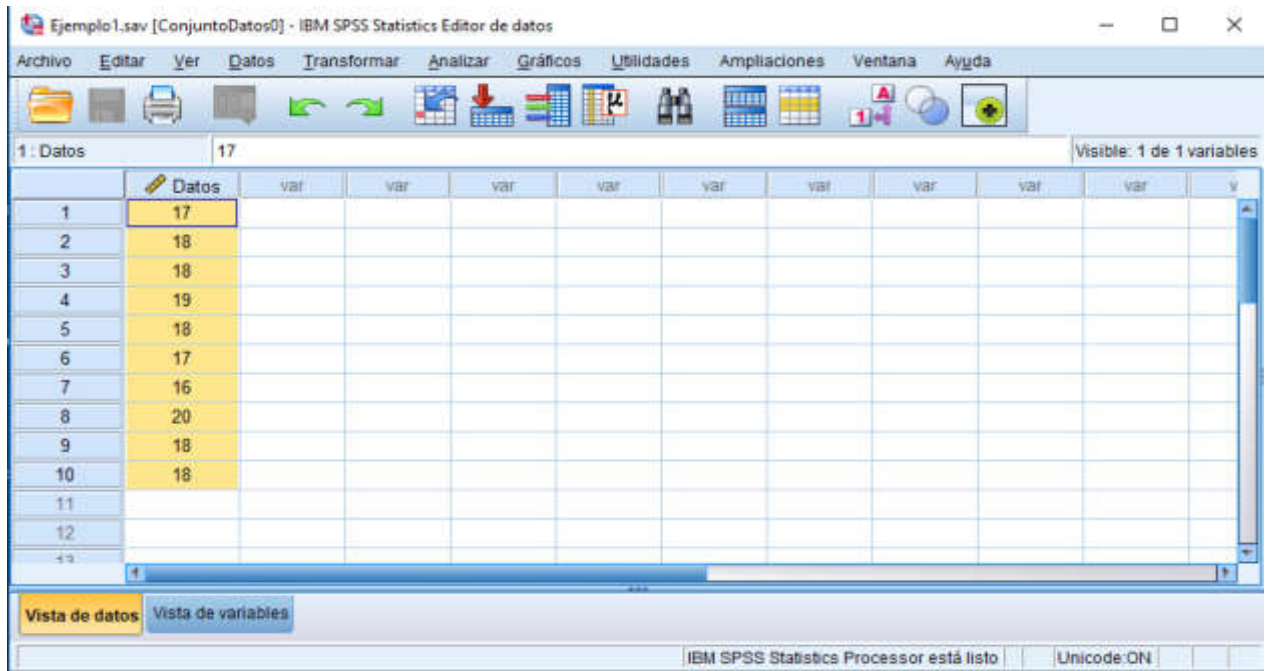 Ejemplo1.sav [ConjuntoDatos0] - IBM SPSS Statistics Editor de datos
Archivo Editar Ver Datos Transformar Analizar Gráficos Utilidades Ampliaciones Ventana Ayuda
1 : Datos 17 Visible: 1 de 1 variables
Datos var var var var var var var var var v
1 17
2 18
3 18
4 19
5 18
6 17
7 16
8 20
9 18
10 18
11
12
13
Vista de datos Vista de variables
IBM SPSS Statistics Processor está listo Unicode:ON